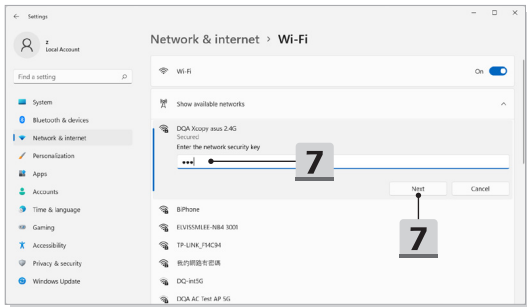 Settings
z
Local Account
Find a setting
System
Bluetooth & devices
Network & internet
Personalization
Apps
Accounts
Time & language
Gaming
Accessibility
Privacy & security
Windows Update
Network & internet > Wi-Fi
Wi-Fi
On
Show available networks
DQA Xcopy asus 2.4G
Secured
Enter the network security key
•••
7
Next
Cancel
7
BiPhone
ELVISSMLEE-NB4 3001
TP-LINK_F14C94
我的網路有密碼
DQ-int5G
DQA AC Test AP 5G